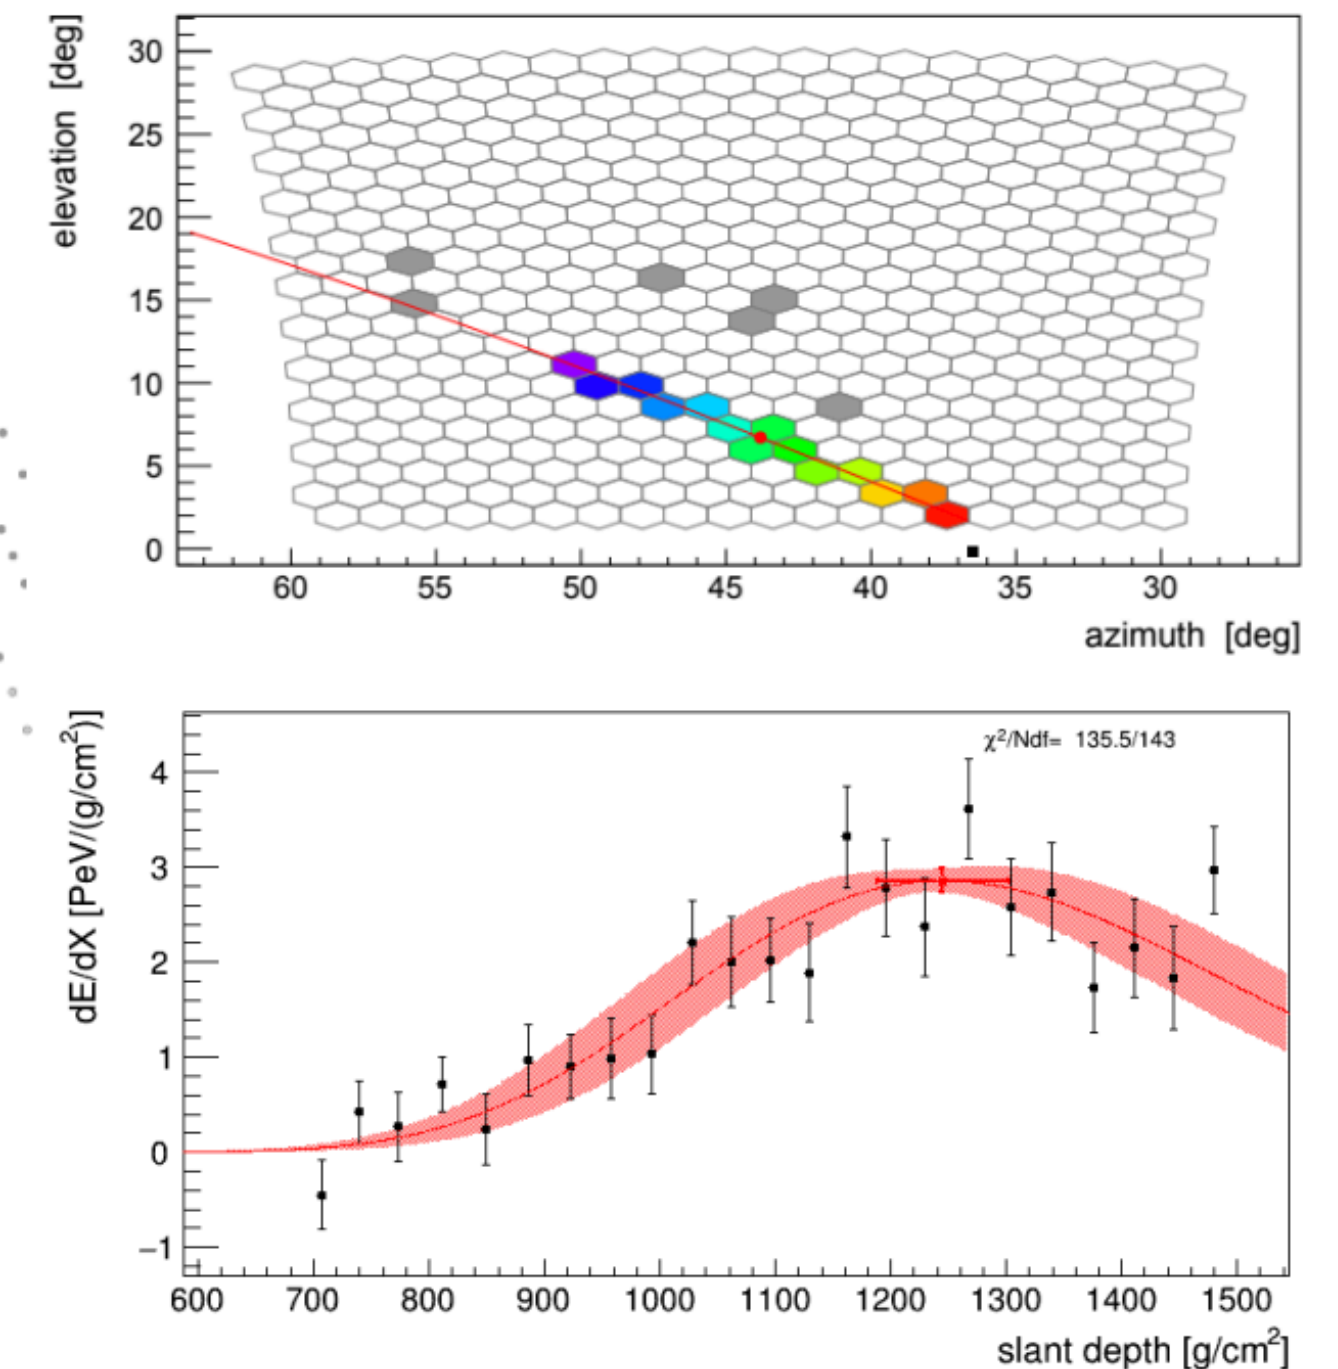 elevation [deg]
30
25
20
15
10
5
0
60 55 50 45 40 35 30
azimuth [deg]
dE/dX [PeV/(g/cm²)]
χ²/Ndf= 135.5/143
4
3
2
1
0
−1
600 700 800 900 1000 1100 1200 1300 1400 1500
slant depth [g/cm²]